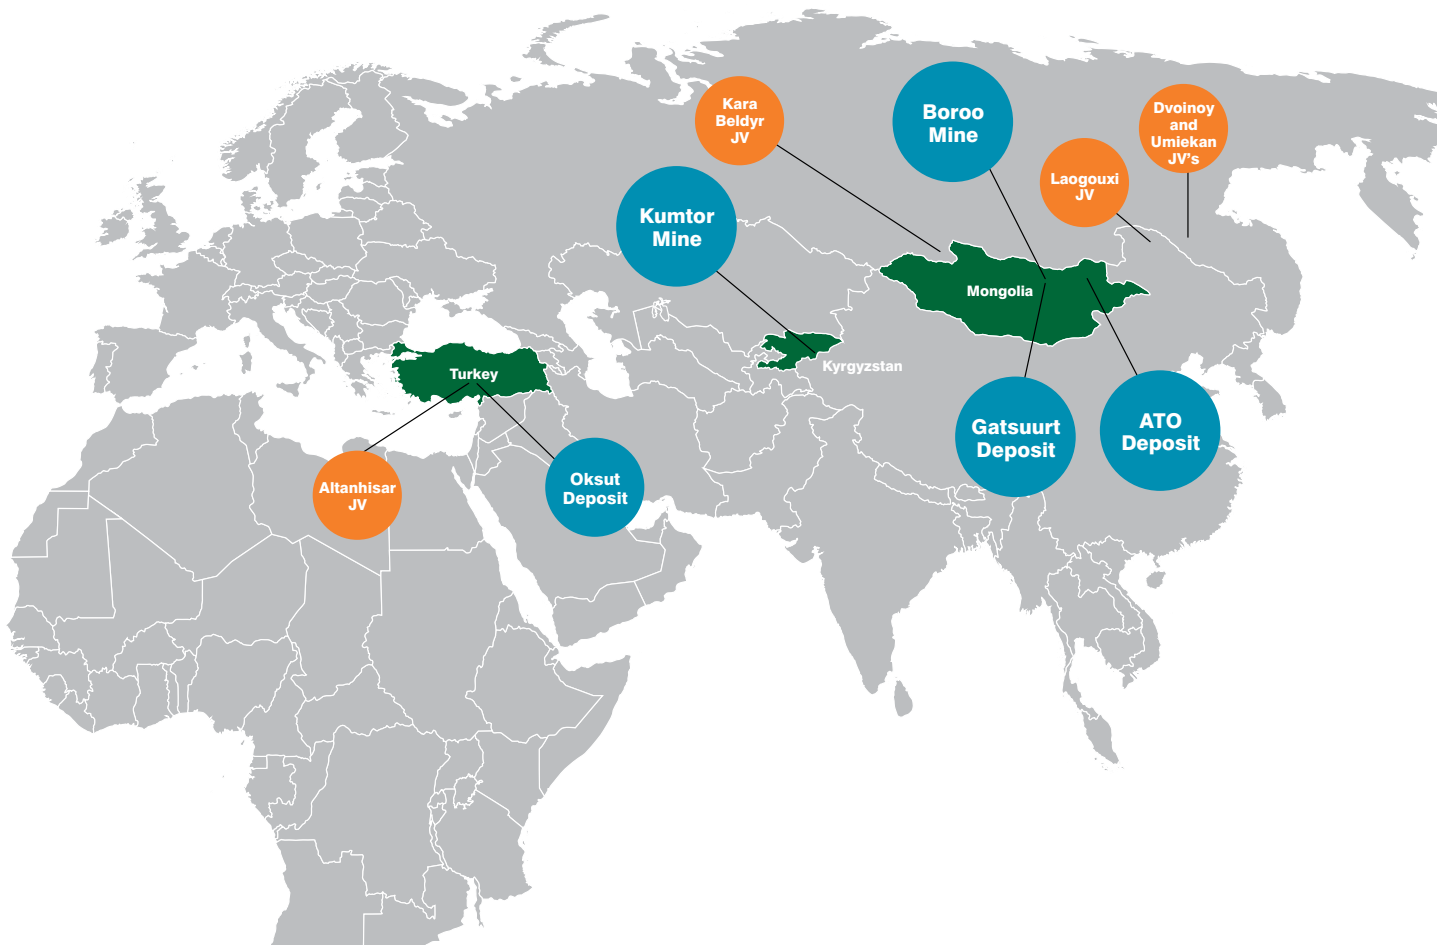 Kara
Beldyr
JV
Boroo
Mine
Dvoinoy
and
Umiekan
JV's
Laogouxi
JV
Kumtor
Mine
Mongolia
Kyrgyzstan
Turkey
Gatsuurt
Deposit
ATO
Deposit
Altanhisar
JV
Oksut
Deposit